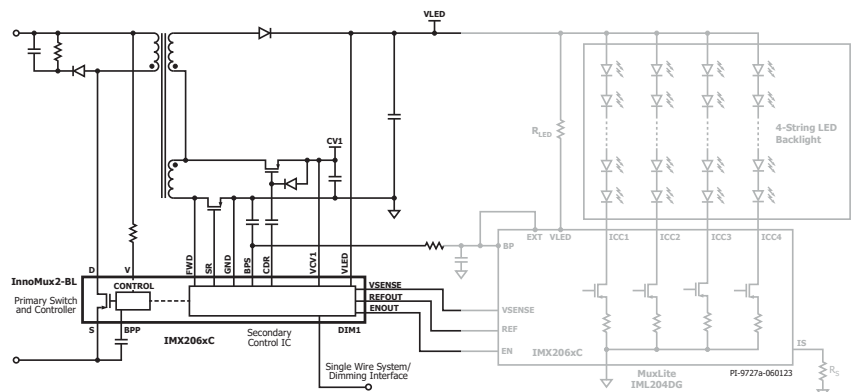 VLED
R_LED
4-String LED
Backlight
CV1
EXT VLED ICC1 ICC2 ICC3 ICC4
BP
D V FWD SR GND BPS CDR VCV1 VLED
InnoMux2-BL
CONTROL
Primary Switch
and Controller
VSENSE
REFOUT
ENOUT
VSENSE
REF
EN
S BPP
IMX206xC
Secondary
Control IC
DIM1
IMX206xC
IS
MuxLite
IML204DG
PI-9727a-060123
R_S
Single Wire System/
Dimming Interface